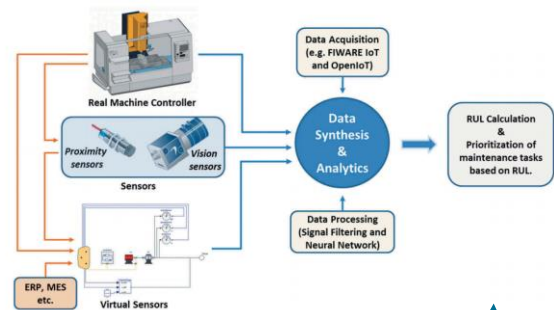 Real Machine Controller
Proximity
sensors
Vision
sensors
Sensors
ERP, MES
etc.
Virtual Sensors
Data Acquisition
(e.g. FIWARE IoT
and OpenIoT)
Data
Synthesis
&
Analytics
Data Processing
(Signal Filtering and
Neural Network)
RUL Calculation
&
Prioritization of
maintenance tasks
based on RUL.